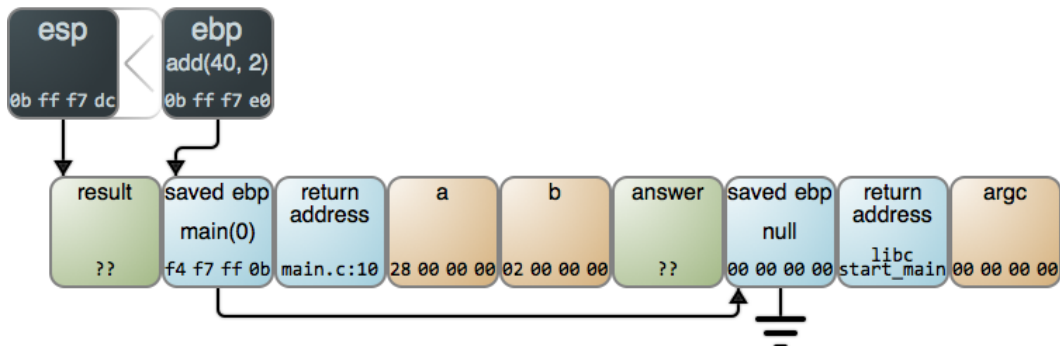 esp
0b ff f7 dc
ebp
add(40, 2)
0b ff f7 e0
result
??
saved ebp
main(0)
f4 f7 ff 0b
return
address
main.c:10
a
28 00 00 00
b
02 00 00 00
answer
??
saved ebp
null
00 00 00 00
return
address
libc
start_main
argc
00 00 00 00